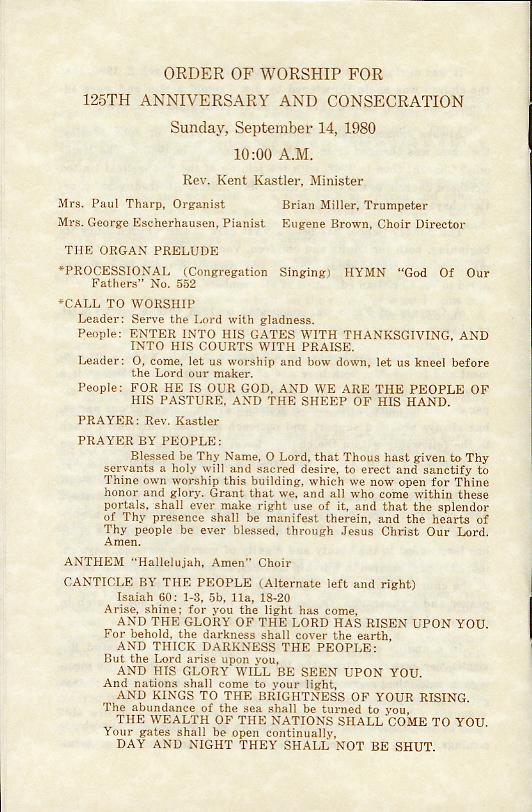 ORDER OF WORSHIP FOR
125TH ANNIVERSARY AND CONSECRATION
Sunday, September 14, 1980
10:00 A.M.
Rev. Kent Kastler, Minister
Mrs. Paul Tharp, Organist Brian Miller, Trumpeter
Mrs. George Escherhausen, Pianist Eugene Brown, Choir Director
THE ORGAN PRELUDE
*PROCESSIONAL (Congregation Singing) HYMN "God Of Our
Fathers" No. 552
*CALL TO WORSHIP
Leader: Serve the Lord with gladness.
People: ENTER INTO HIS GATES WITH THANKSGIVING, AND
INTO HIS COURTS WITH PRAISE.
Leader: O, come, let us worship and bow down, let us kneel before
the Lord our maker.
People: FOR HE IS OUR GOD, AND WE ARE THE PEOPLE OF
HIS PASTURE, AND THE SHEEP OF HIS HAND.
PRAYER: Rev. Kastler
PRAYER BY PEOPLE:
Blessed be Thy Name, O Lord, that Thous hast given to Thy
servants a holy will and sacred desire, to erect and sanctify to
Thine own worship this building, which we now open for Thine
honor and glory. Grant that we, and all who come within these
portals, shall ever make right use of it, and that the splendor
of Thy presence shall be manifest therein, and the hearts of
Thy people be ever blessed, through Jesus Christ Our Lord.
Amen.
ANTHEM "Hallelujah, Amen" Choir
CANTICLE BY THE PEOPLE (Alternate left and right)
Isaiah 60: 1-3, 5b, 11a, 18-20
Arise, shine; for you the light has come,
AND THE GLORY OF THE LORD HAS RISEN UPON YOU.
For behold, the darkness shall cover the earth,
AND THICK DARKNESS THE PEOPLE:
But the Lord arise upon you,
AND HIS GLORY WILL BE SEEN UPON YOU.
And nations shall come to your light,
AND KINGS TO THE BRIGHTNESS OF YOUR RISING.
The abundance of the sea shall be turned to you,
THE WEALTH OF THE NATIONS SHALL COME TO YOU.
Your gates shall be open continually,
DAY AND NIGHT THEY SHALL NOT BE SHUT.